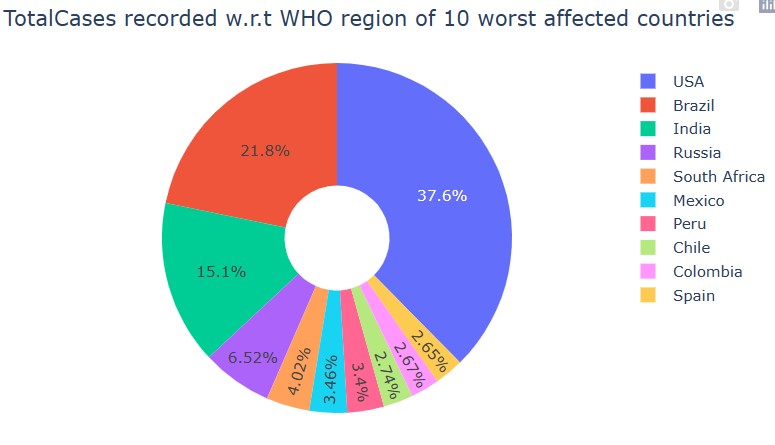 TotalCases recorded w.r.t WHO region of 10 worst affected countries
USA
Brazil
India
Russia
South Africa
Mexico
Peru
Chile
Colombia
Spain
37.6%
21.8%
15.1%
6.52%
4.02%
3.46%
3.4%
2.74%
2.67%
2.65%